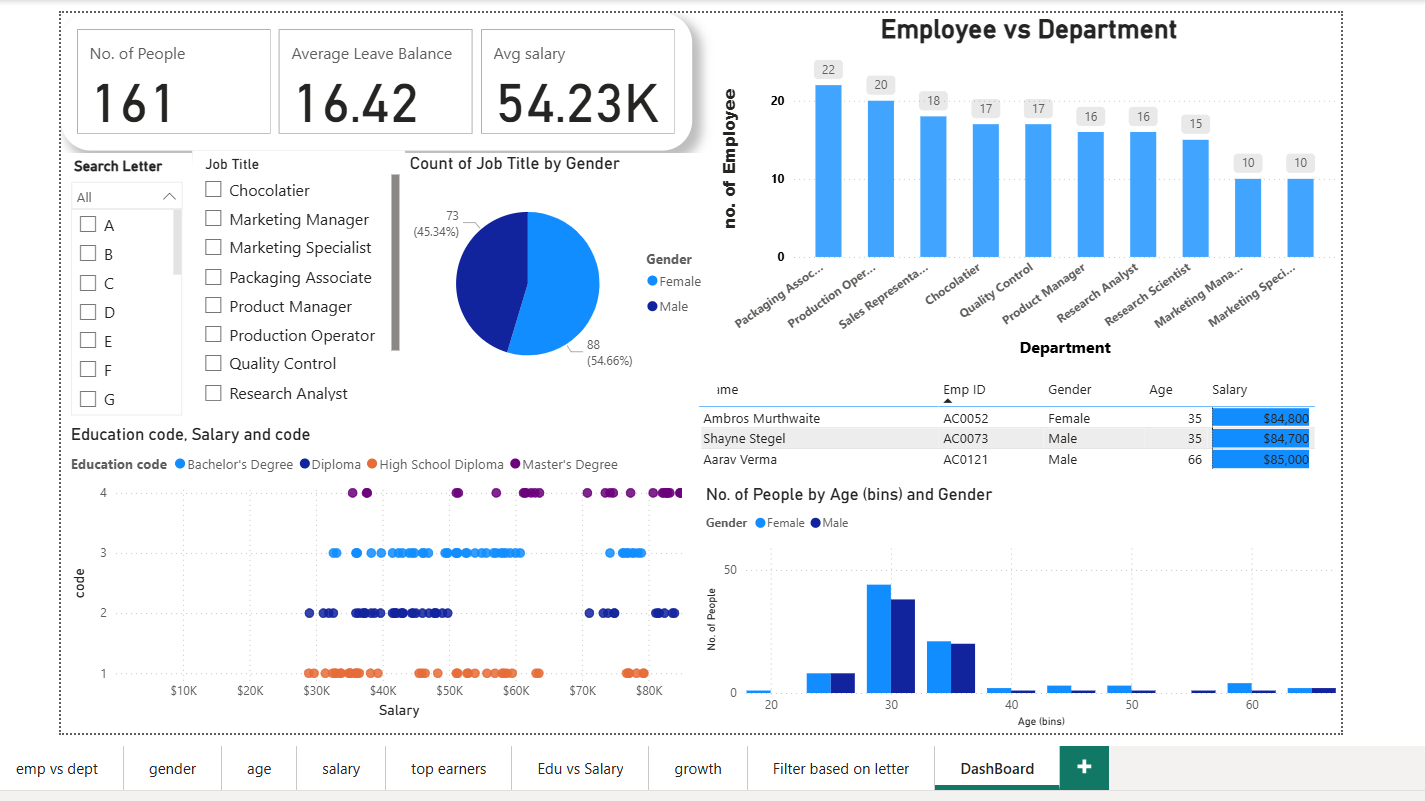 No. of People
161
Average Leave Balance
16.42
Avg salary
54.23K
Search Letter
All
A
B
C
D
E
F
G
Job Title
Chocolatier
Marketing Manager
Marketing Specialist
Packaging Associate
Product Manager
Production Operator
Quality Control
Research Analyst
Count of Job Title by Gender
73
(45.34%)
88
(54.66%)
Gender
Female
Male
Employee vs Department
no. of Employee
20
10
0
22
20
18
17
17
16
16
15
10
10
Packaging Assoc...
Production Oper...
Sales Representa...
Chocolatier
Quality Control
Product Manager
Research Analyst
Research Scientist
Marketing Mana...
Marketing Speci...
Department
ame Emp ID Gender Age Salary
Ambros Murthwaite AC0052 Female 35 $84,800
Shayne Stegel AC0073 Male 35 $84,700
Aarav Verma AC0121 Male 66 $85,000
Education code, Salary and code
Education code Bachelor's Degree Diploma High School Diploma Master's Degree
code
4
3
2
1
$10K $20K $30K $40K $50K $60K $70K $80K
Salary
No. of People by Age (bins) and Gender
Gender Female Male
No. of People
50
0
20 30 40 50 60
Age (bins)
emp vs dept gender age salary top earners Edu vs Salary growth Filter based on letter DashBoard +